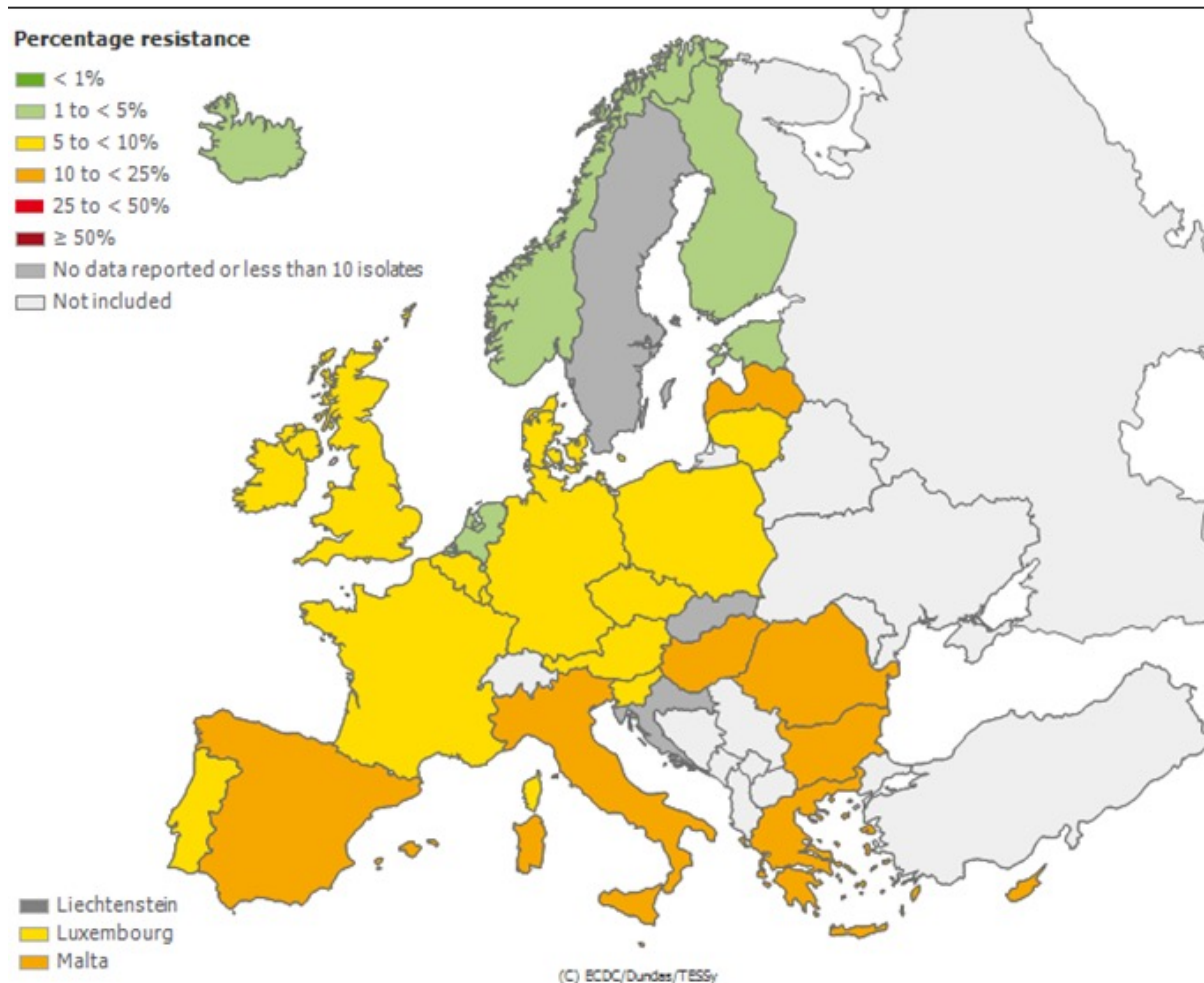 Percentage resistance
< 1%
1 to < 5%
5 to < 10%
10 to < 25%
25 to < 50%
≥ 50%
No data reported or less than 10 isolates
Not included
Liechtenstein
Luxembourg
Malta
(C) ECDC/Dundas/TESSy